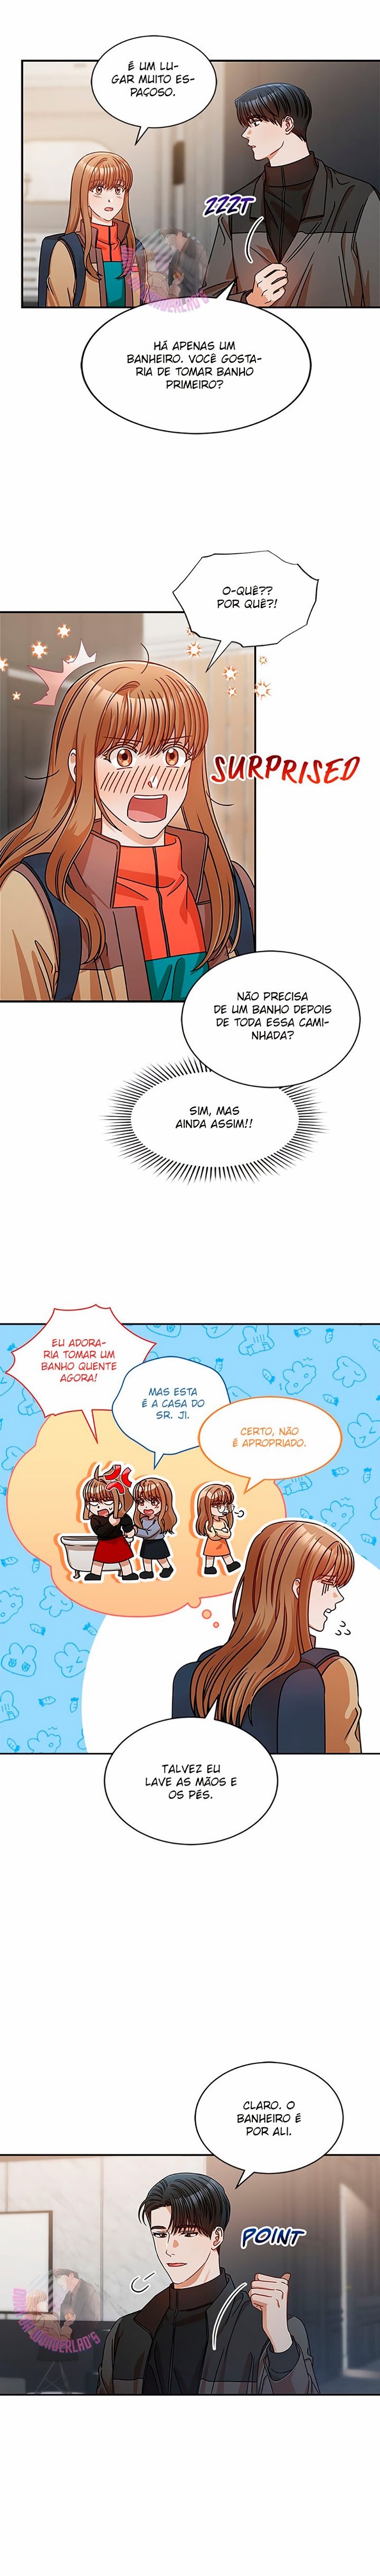 É UM LU-
GAR MUITO ES-
PAÇOSO.
ZZZT
HÁ APENAS UM
BANHEIRO. VOCÊ GOSTA-
RIA DE TOMAR BANHO
PRIMEIRO?
O-QUÊ??
POR QUÊ?!
SURPRISED
NÃO PRECISA
DE UM BANHO DEPOIS
DE TODA ESSA CAMI-
NHADA?
SIM, MAS
AINDA ASSIM!!
EU ADORA-
RIA TOMAR UM
BANHO QUENTE
AGORA!
MAS ESTA
É A CASA DO
SR. JI.
CERTO, NÃO
É APROPRIADO.
TALVEZ EU
LAVE AS MÃOS E
OS PÉS.
CLARO. O
BANHEIRO É
POR ALI.
POINT